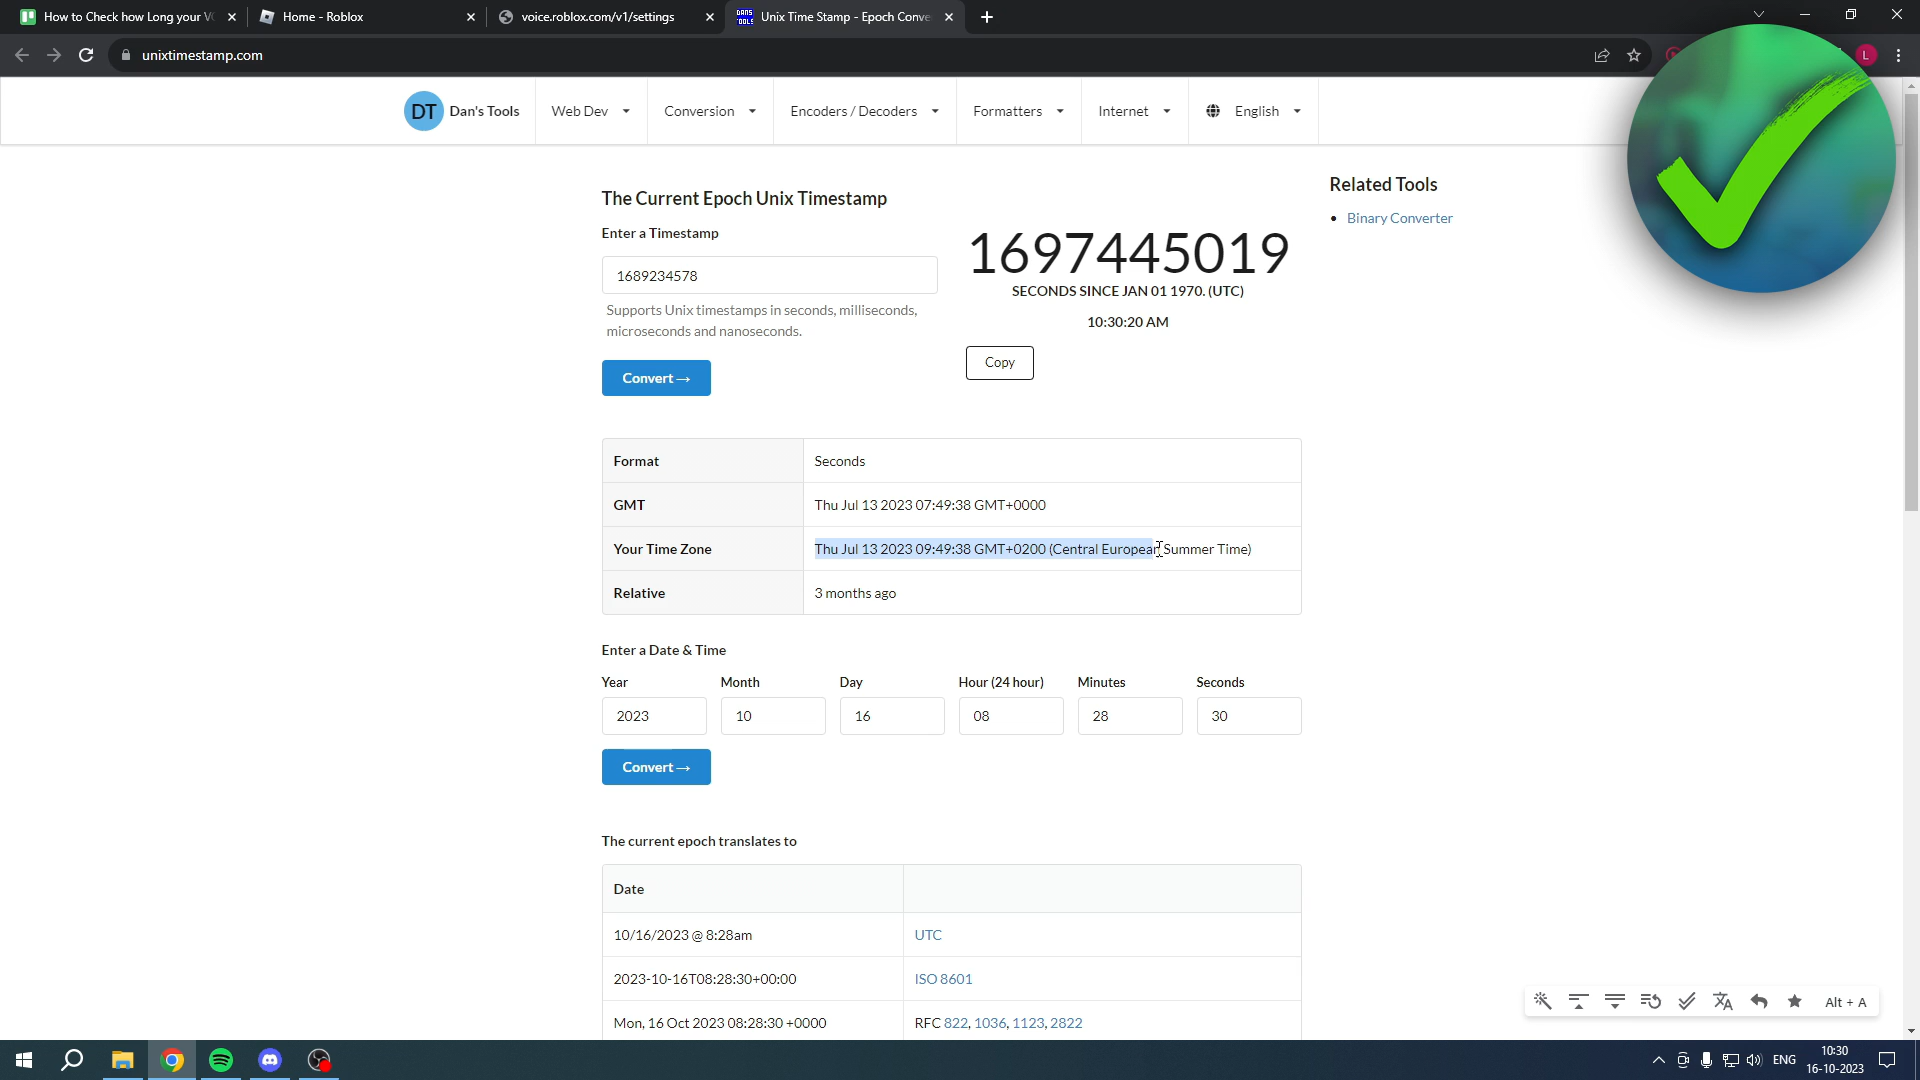 How to Check how Long your VC
Home - Roblox
voice.roblox.com/v1/settings
DAN'S TOOLS
Unix Time Stamp - Epoch Conve
unixtimestamp.com
L
DT Dan's Tools
Web Dev
Conversion
Encoders / Decoders
Formatters
Internet
English
The Current Epoch Unix Timestamp
Enter a Timestamp
1689234578
Supports Unix timestamps in seconds, milliseconds,
microseconds and nanoseconds.
Convert →
1697445019
SECONDS SINCE JAN 01 1970. (UTC)
10:30:20 AM
Copy
Related Tools
• Binary Converter
Format Seconds
GMT Thu Jul 13 2023 07:49:38 GMT+0000
Your Time Zone Thu Jul 13 2023 09:49:38 GMT+0200 (Central European Summer Time)
Relative 3 months ago
Enter a Date & Time
Year Month Day Hour (24 hour) Minutes Seconds
2023 10 16 08 28 30
Convert →
The current epoch translates to
Date
10/16/2023 @ 8:28am UTC
2023-10-16T08:28:30+00:00 ISO 8601
Mon, 16 Oct 2023 08:28:30 +0000 RFC 822, 1036, 1123, 2822
Alt + A
ENG
10:30
16-10-2023